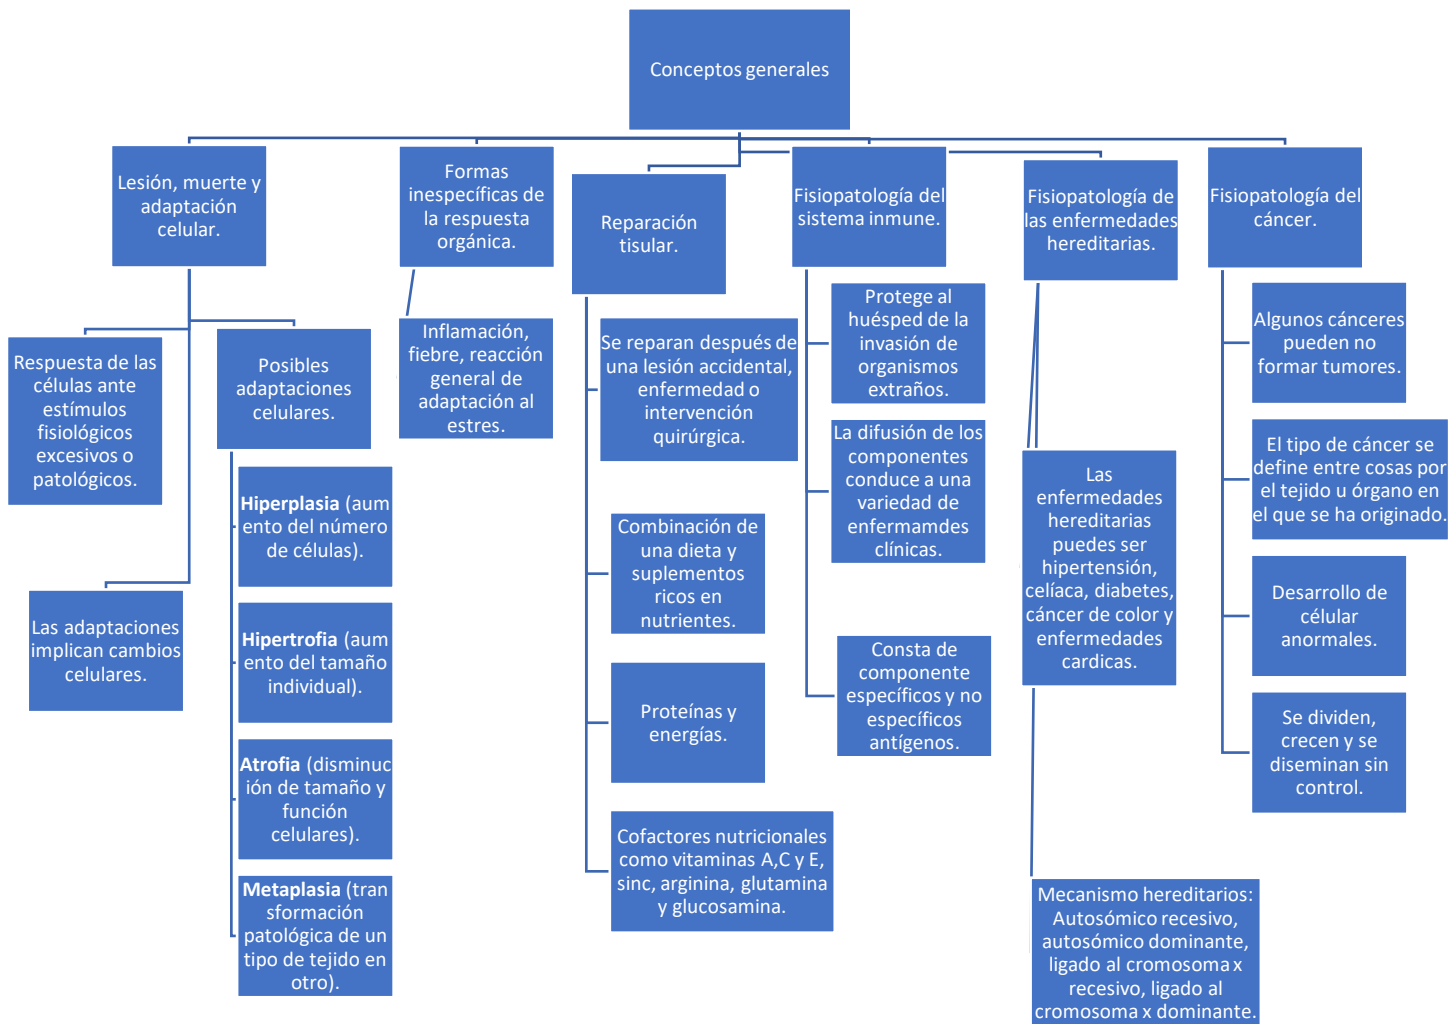 Conceptos generales
Lesión, muerte y
adaptación
celular.
Respuesta de las
células ante
estímulos
fisiológicos
excesivos o
patológicos.
Posibles
adaptaciones
celulares.
Hiperplasia (aum
ento del número
de células).
Hipertrofia (aum
ento del tamaño
individual).
Atrofia (disminuc
ión de tamaño y
función
celulares).
Metaplasia (tran
sformación
patológica de un
tipo de tejido en
otro).
Las adaptaciones
implican cambios
celulares.
Formas
inespecíficas de
la respuesta
orgánica.
Inflamación,
fiebre, reacción
general de
adaptación al
estres.
Reparación
tisular.
Se reparan después de
una lesión accidental,
enfermedad o
intervención
quirúrgica.
Combinación de
una dieta y
suplementos
ricos en
nutrientes.
Proteínas y
energías.
Cofactores nutricionales
como vitaminas A,C y E,
sinc, arginina, glutamina
y glucosamina.
Fisiopatología del
sistema inmune.
Protege al
huésped de la
invasión de
organismos
extraños.
La difusión de los
componentes
conduce a una
variedad de
enfermamdes
clínicas.
Consta de
componente
específicos y no
específicos
antígenos.
Fisiopatología de
las enfermedades
hereditarias.
Las
enfermedades
hereditarias
puedes ser
hipertensión,
celíaca, diabetes,
cáncer de color y
enfermedades
cardicas.
Mecanismo hereditarios:
Autosómico recesivo,
autosómico dominante,
ligado al cromosoma x
recesivo, ligado al
cromosoma x dominante.
Fisiopatología del
cáncer.
Algunos cánceres
pueden no
formar tumores.
El tipo de cáncer se
define entre cosas por
el tejido u órgano en
el que se ha originado.
Desarrollo de
célular
anormales.
Se dividen,
crecen y se
diseminan sin
control.